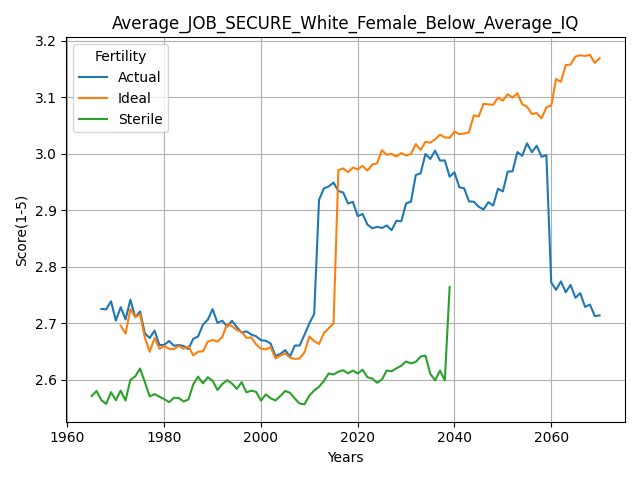 Average_JOB_SECURE_White_Female_Below_Average_IQ
Fertility
Actual
Ideal
Sterile
Score(1-5)
3.2
3.1
3.0
2.9
2.8
2.7
2.6
1960 1980 2000 2020 2040 2060
Years